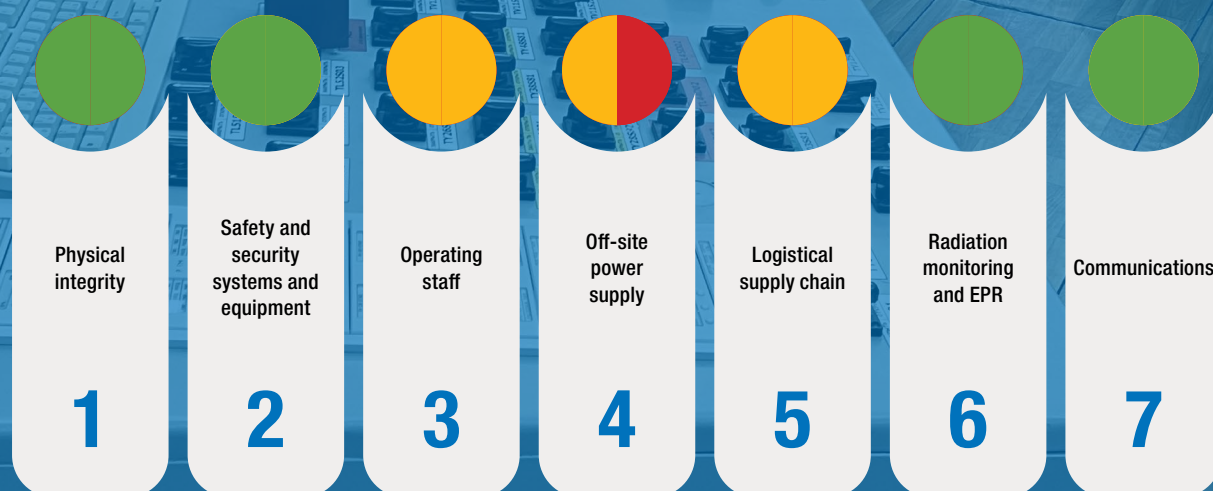 Physical
integrity
1
Safety and
security
systems and
equipment
2
Operating
staff
3
Off-site
power
supply
4
Logistical
supply chain
5
Radiation
monitoring
and EPR
6
Communications
7